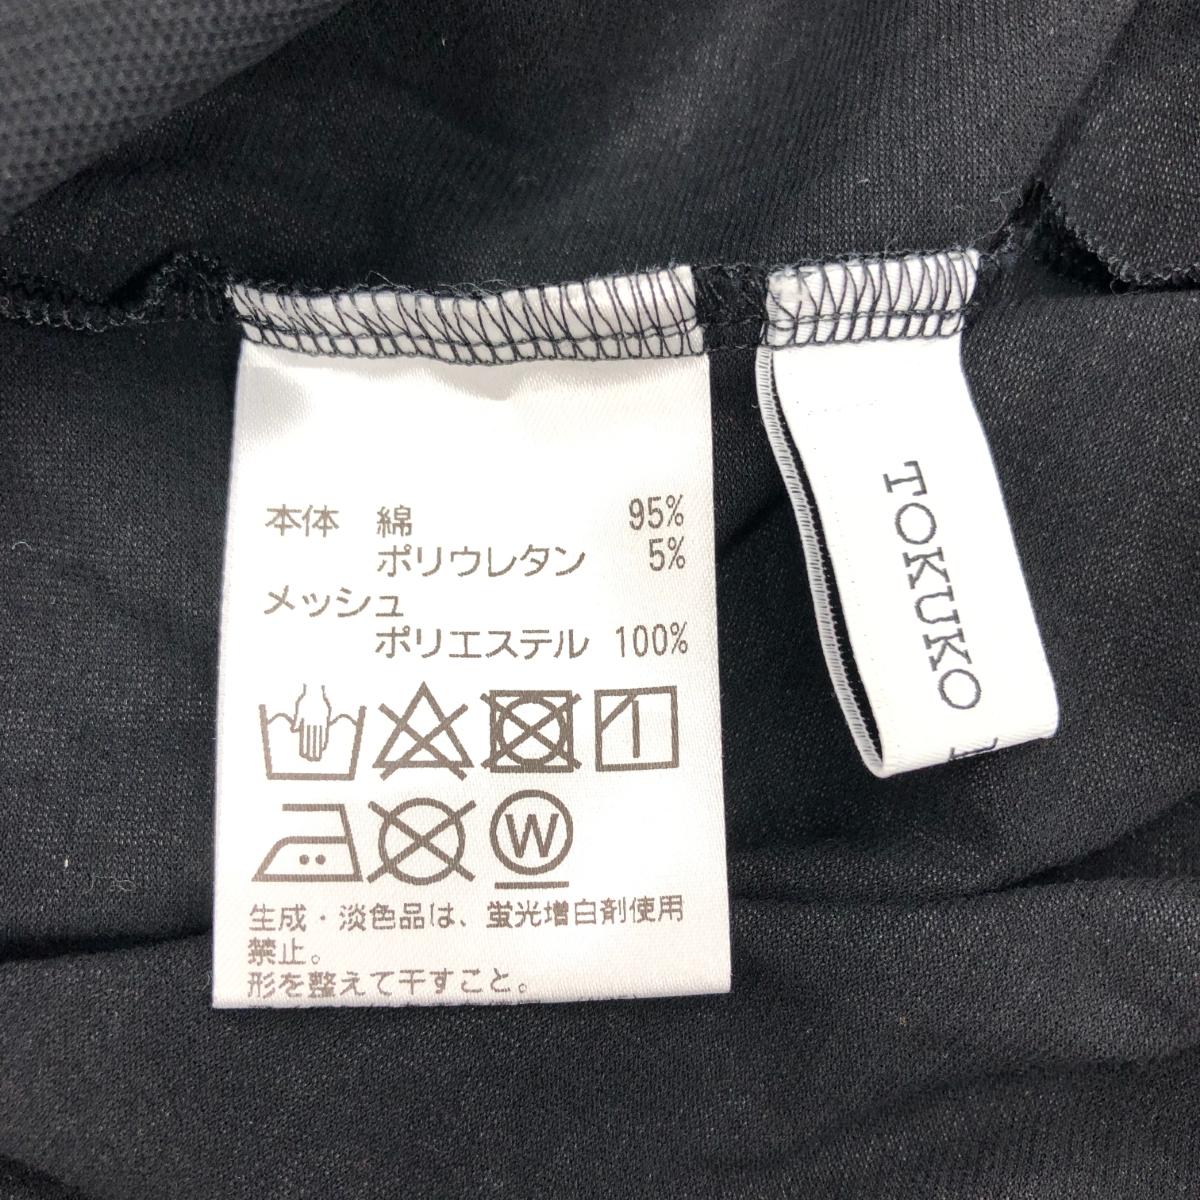 本体 綿 95%
ポリウレタン 5%
メッシュ
ポリエステル 100%
W
生成・淡色品は、蛍光増白剤使用
禁止。
形を整えて干すこと。
TOKUKO